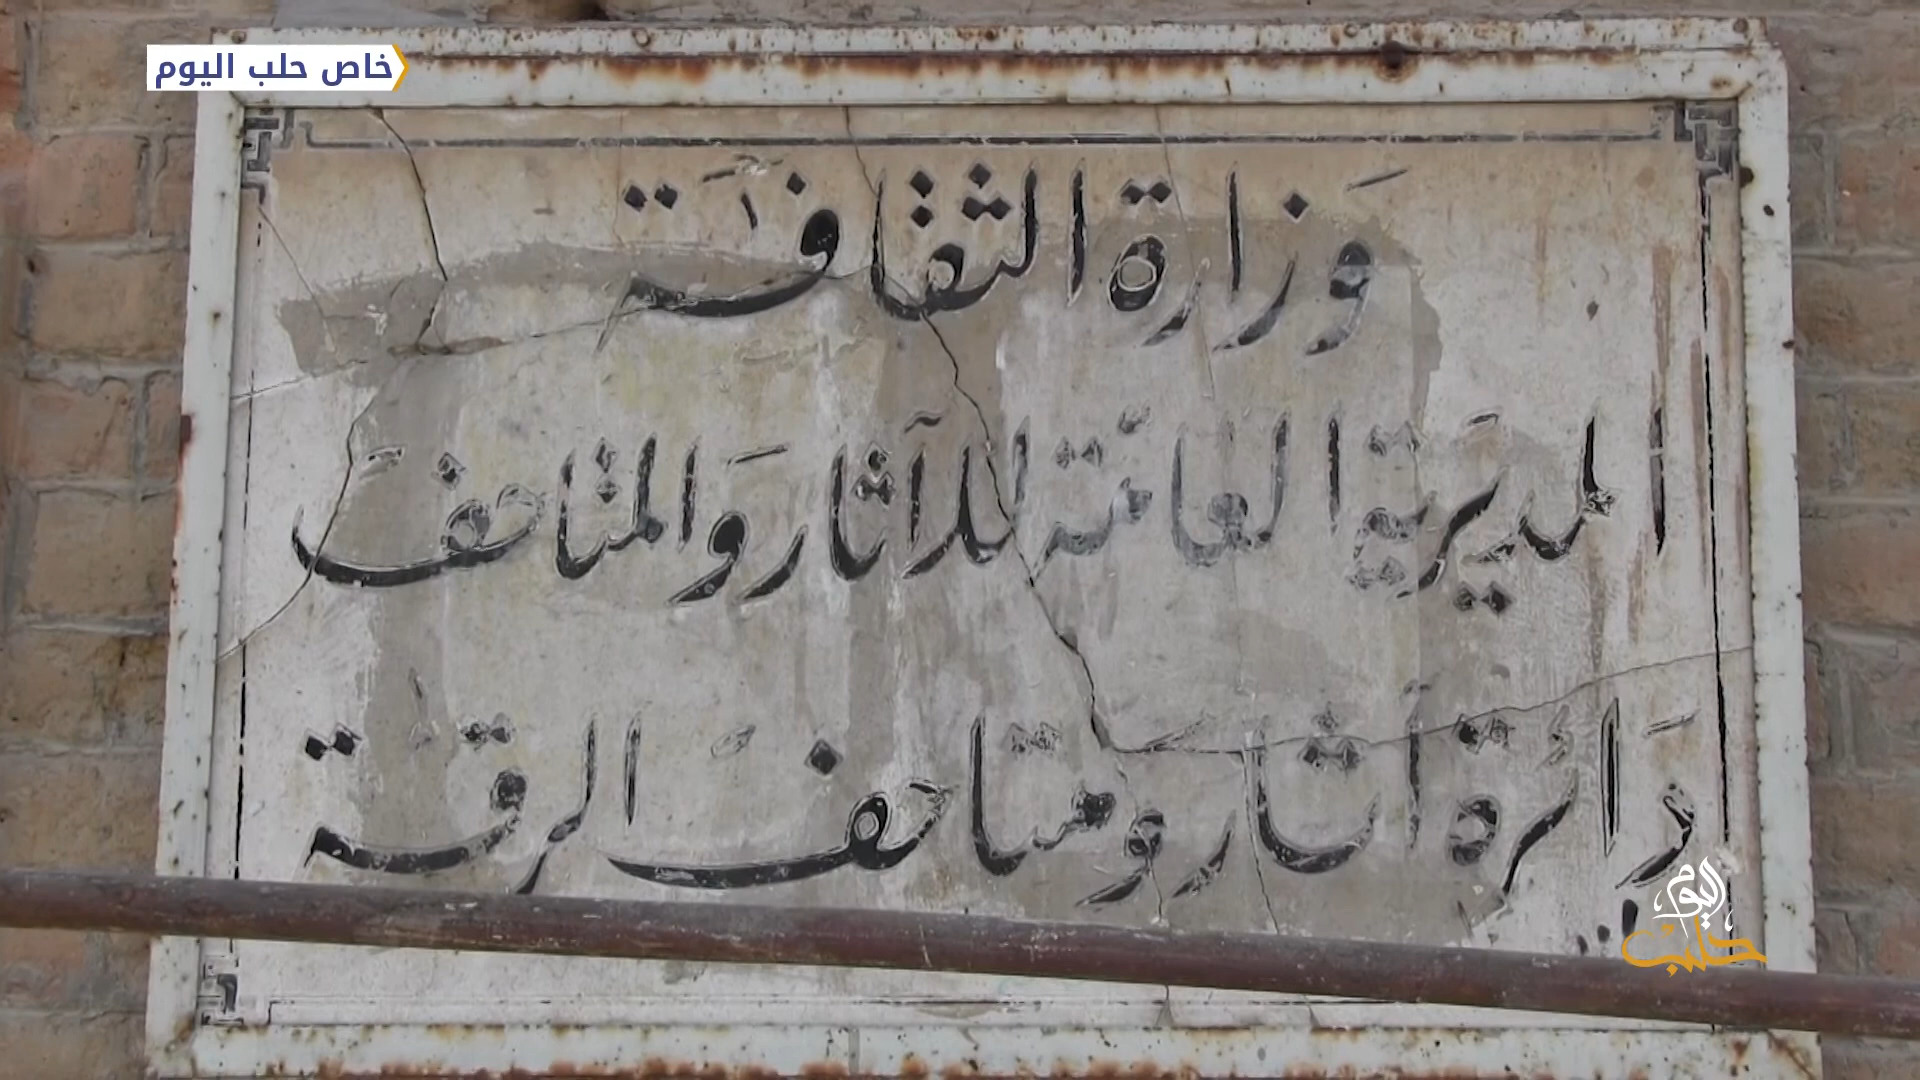 خاص حلب اليوم
وزارة الثقافة
المديرية العامة للآثار والمتاحف
دائرة آثار ومتاحف الرقة
حلب اليوم